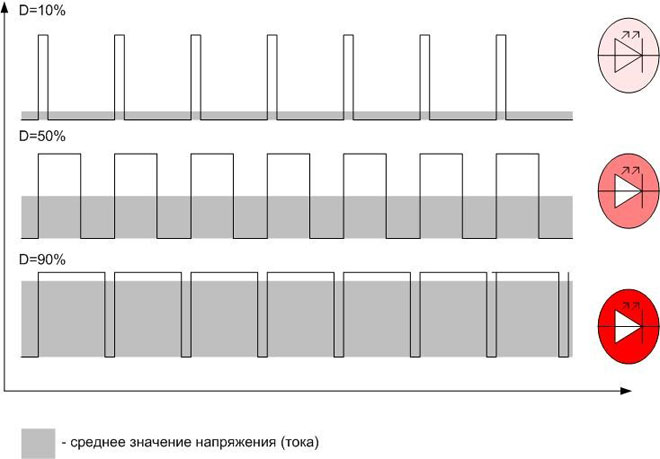 D=10%
D=50%
D=90%
- среднее значение напряжения (тока)